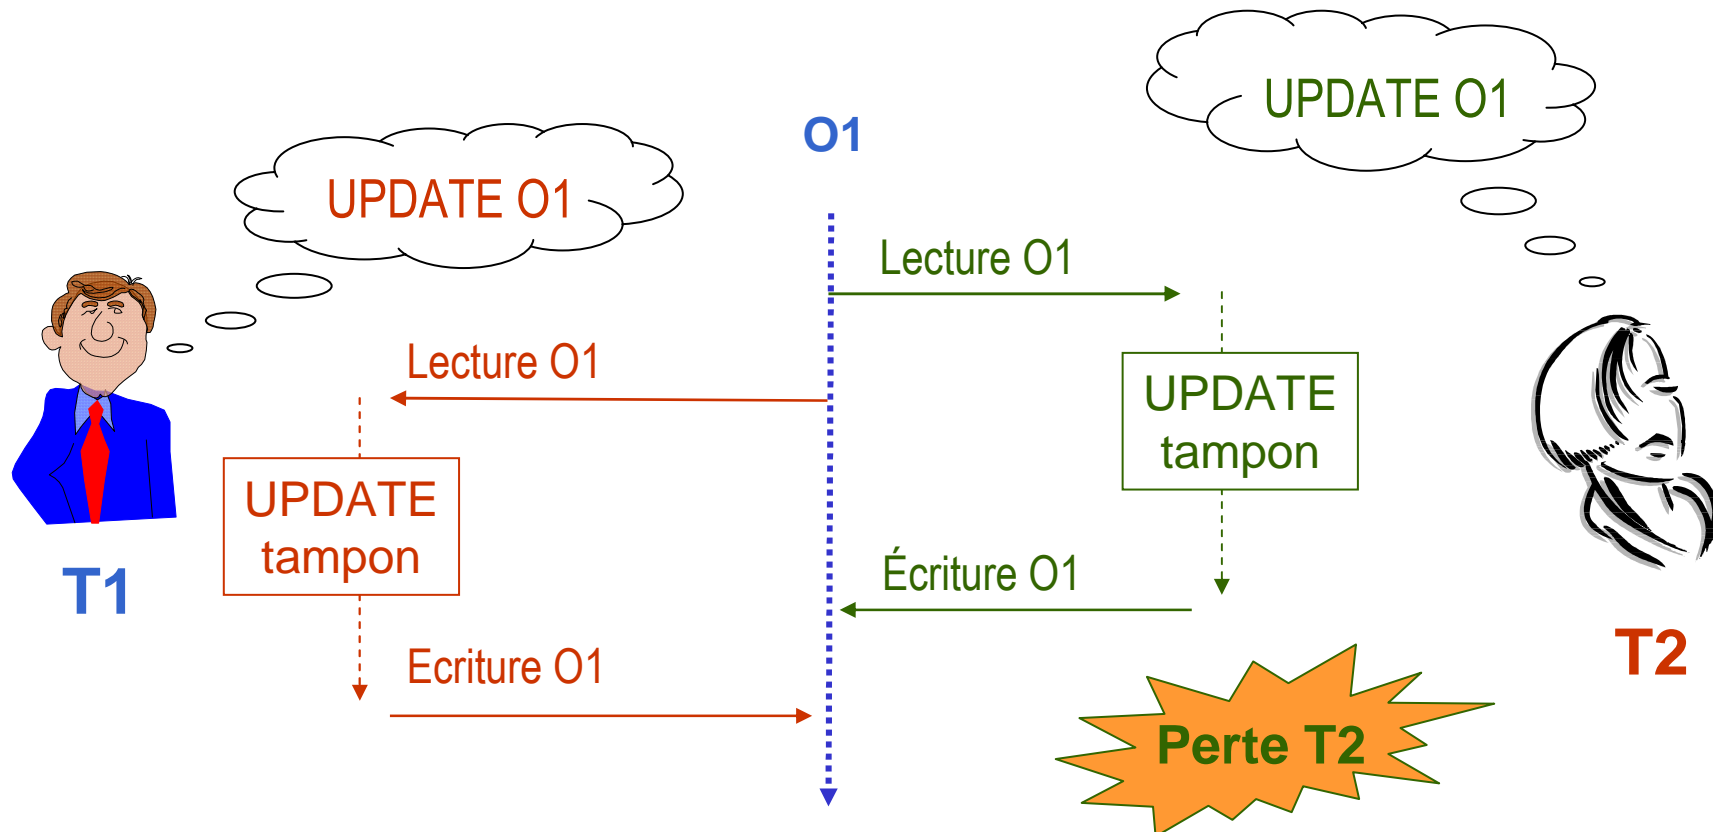 UPDATE O1
O1
UPDATE O1
Lecture O1
Lecture O1
UPDATE
tampon
UPDATE
tampon
Écriture O1
T1
Ecriture O1
T2
Perte T2